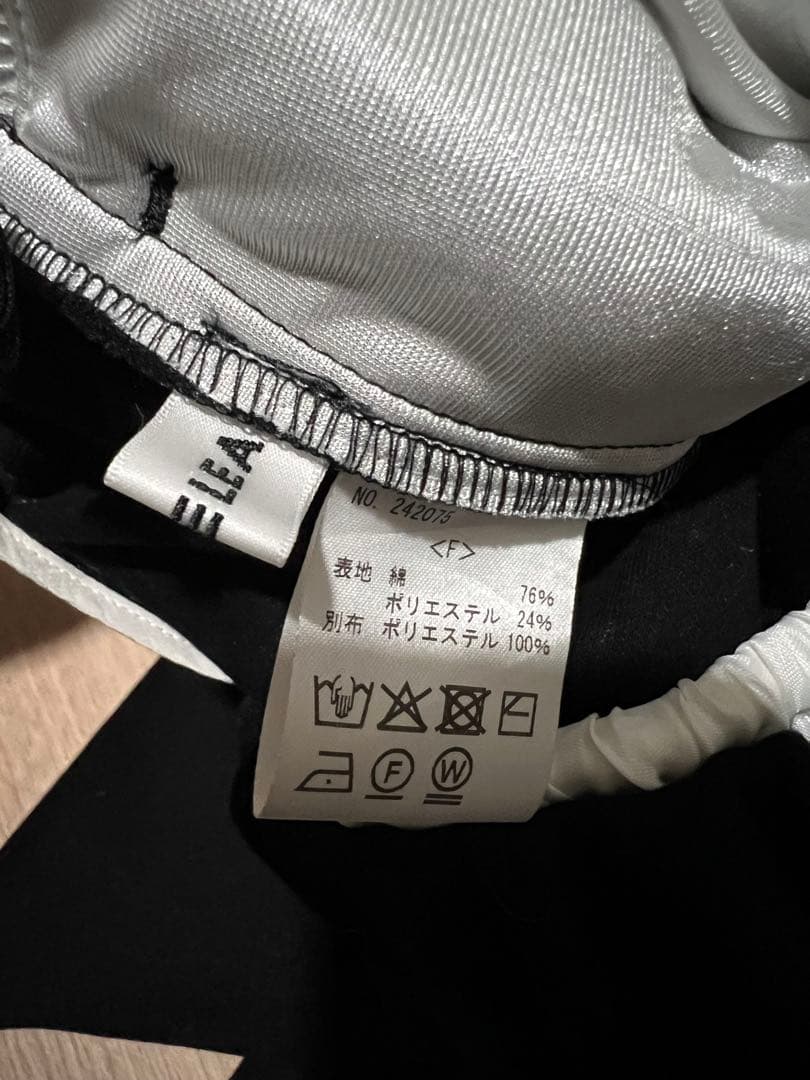 LEA
NO. 242075
<F>
表地 綿 76%
ポリエステル 24%
別布 ポリエステル 100%
F W